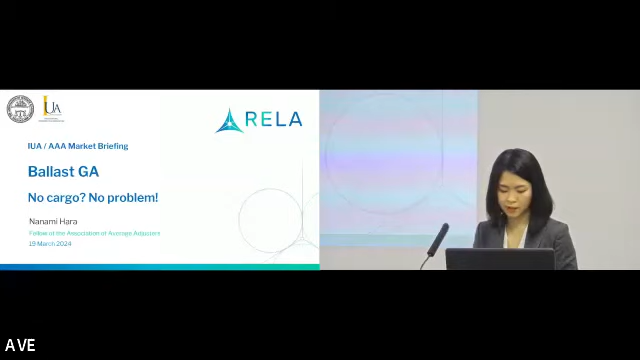 IUA
RELA
IUA / AAA Market Briefing
Ballast GA
No cargo? No problem!
Nanami Hara
Fellow of the Association of Average Adjusters
19 March 2024
AVE